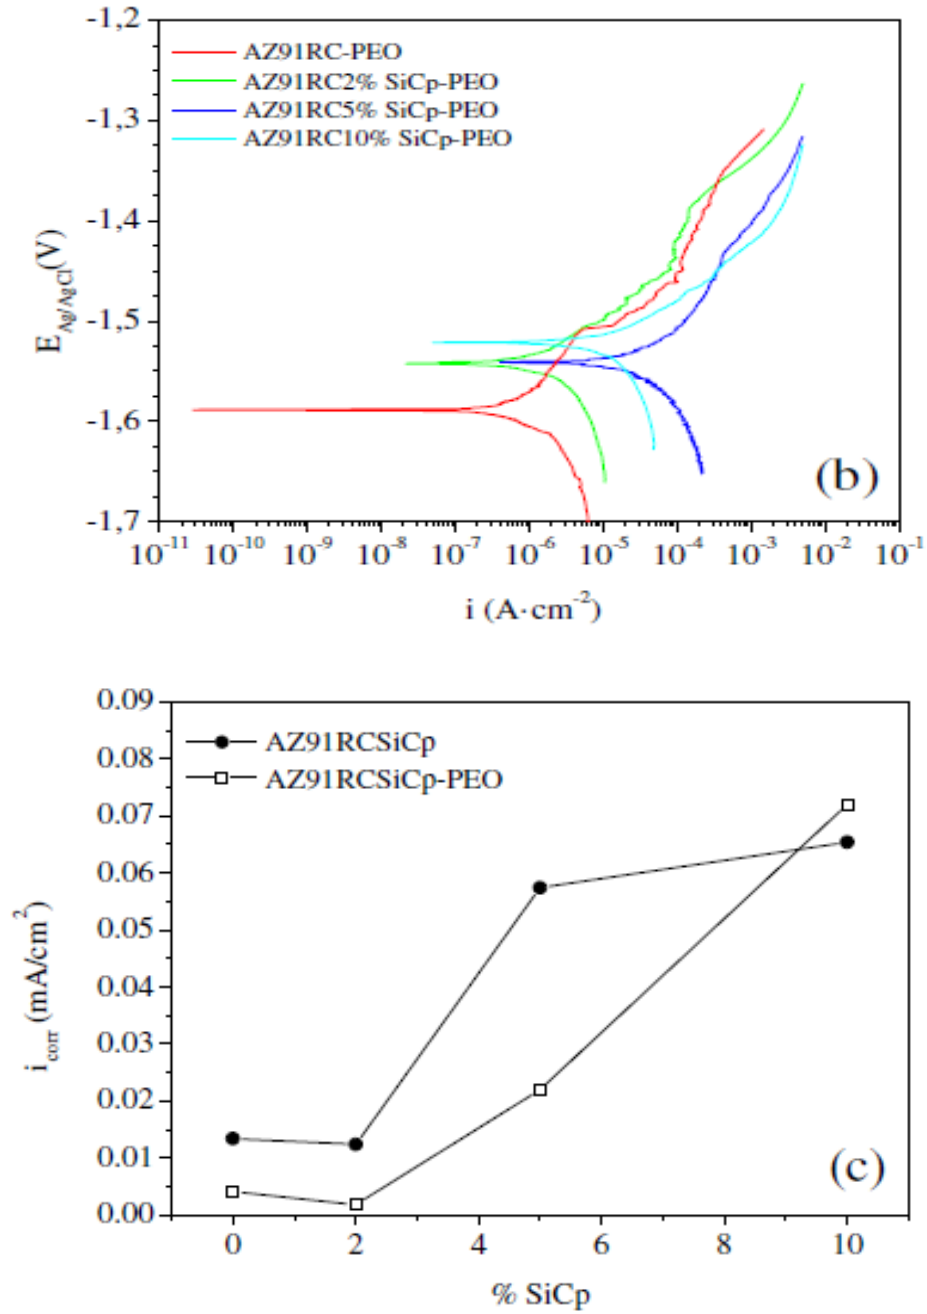 -1,2
AZ91RC-PEO
AZ91RC2% SiCp-PEO
AZ91RC5% SiCp-PEO
AZ91RC10% SiCp-PEO
-1,3
-1,4
-1,5
-1,6
-1,7
E Ag/AgCl(V)
(b)
10-11 10-10 10-9 10-8 10-7 10-6 10-5 10-4 10-3 10-2 10-1
i (A·cm-2)
0.09
AZ91RCSiCp
0.08
AZ91RCSiCp-PEO
0.07
0.06
0.05
0.04
0.03
0.02
0.01
0.00
i corr (mA/cm2)
(c)
0 2 4 6 8 10
% SiCp